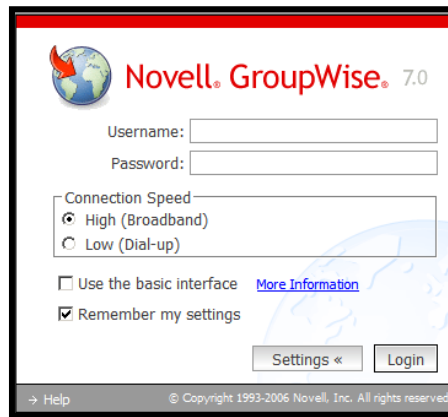 Novell® GroupWise® 7.0
Username:
Password:
Connection Speed
High (Broadband)
Low (Dial-up)
Use the basic interface More Information
Remember my settings
Settings « Login
→ Help © Copyright 1993-2006 Novell, Inc. All rights reserved